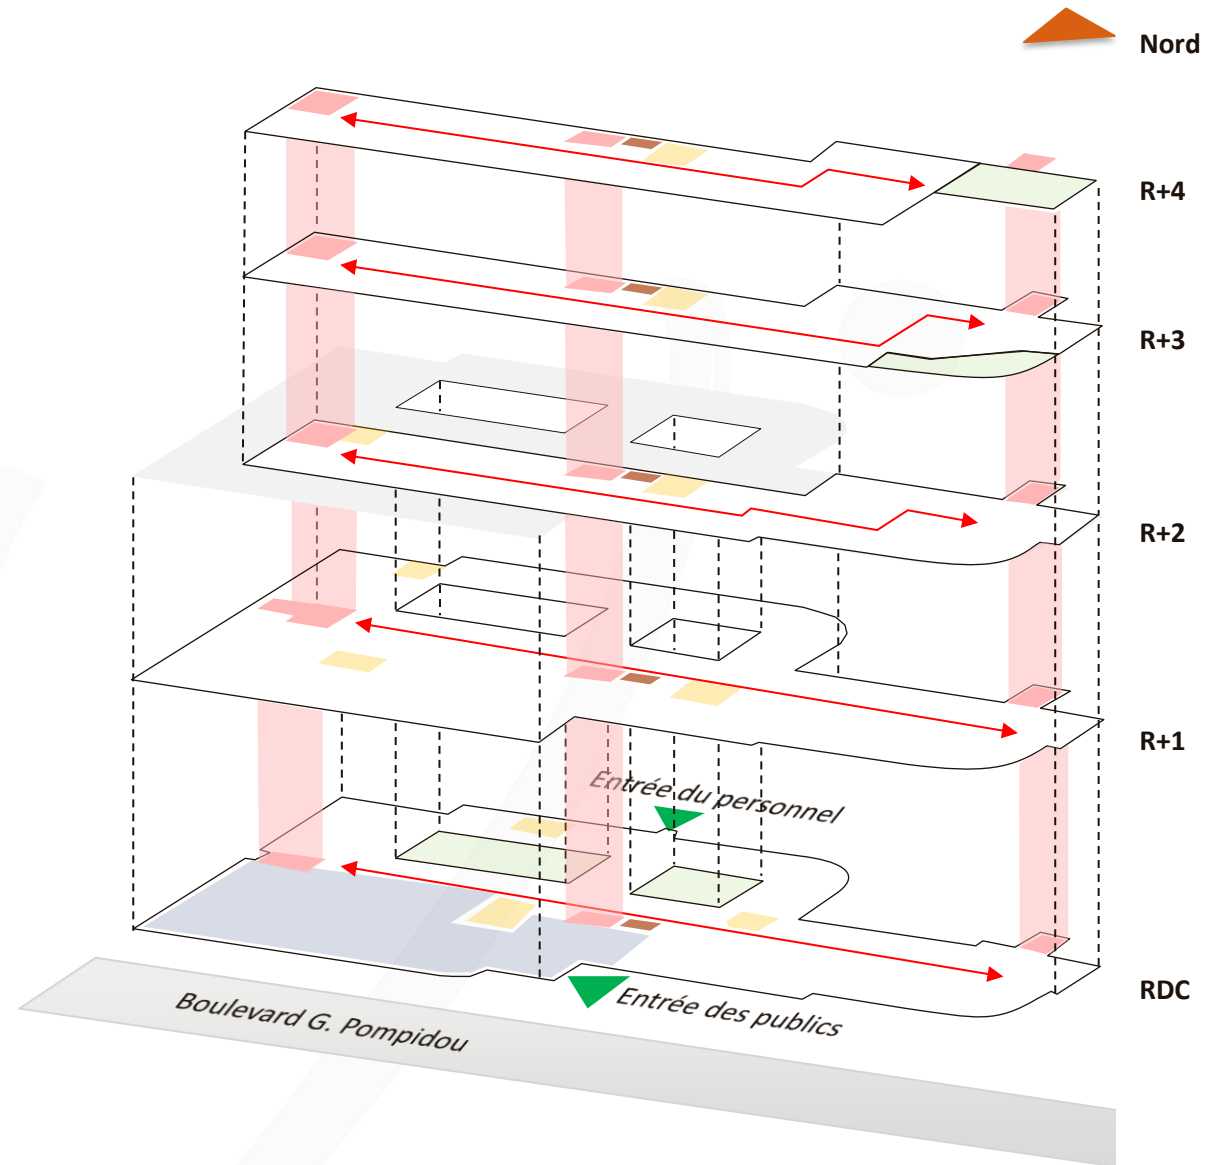 Nord
R+4
R+3
R+2
R+1
Entrée du personnel
RDC
Entrée des publics
Boulevard G. Pompidou